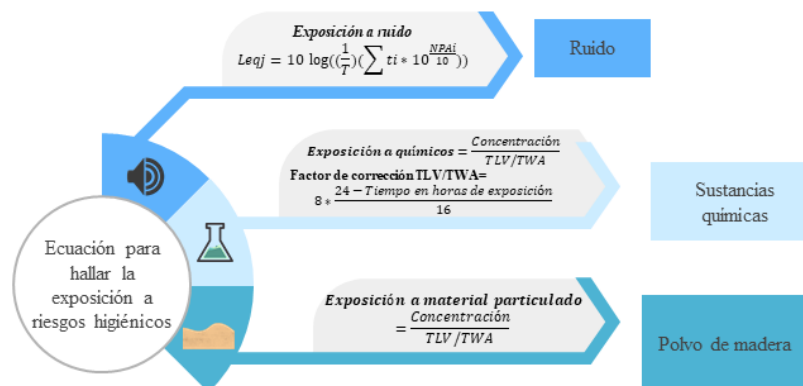 Exposición a ruido
Leqj = 10 log((1/T)(∑ ti * 10^(NPAi/10)))
Ruido
Exposición a químicos = Concentración / TLV/TWA
Factor de corrección TLV/TWA=
8 * (24 − Tiempo en horas de exposición) / 16
Sustancias
químicas
Ecuación para
hallar la
exposición a
riesgos higiénicos
Exposición a material particulado
= Concentración / TLV/TWA
Polvo de madera